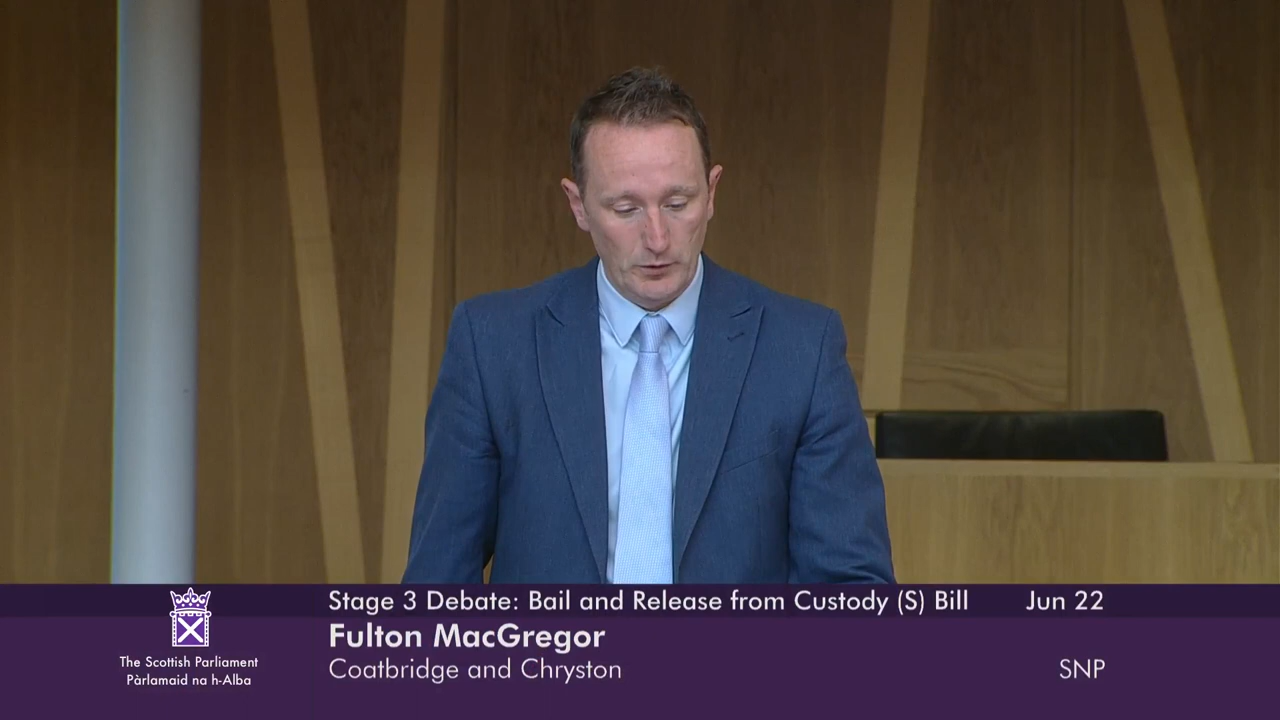 Stage 3 Debate: Bail and Release from Custody (S) Bill Jun 22
Fulton MacGregor
Coatbridge and Chryston SNP
The Scottish Parliament
Pàrlamaid na h-Alba